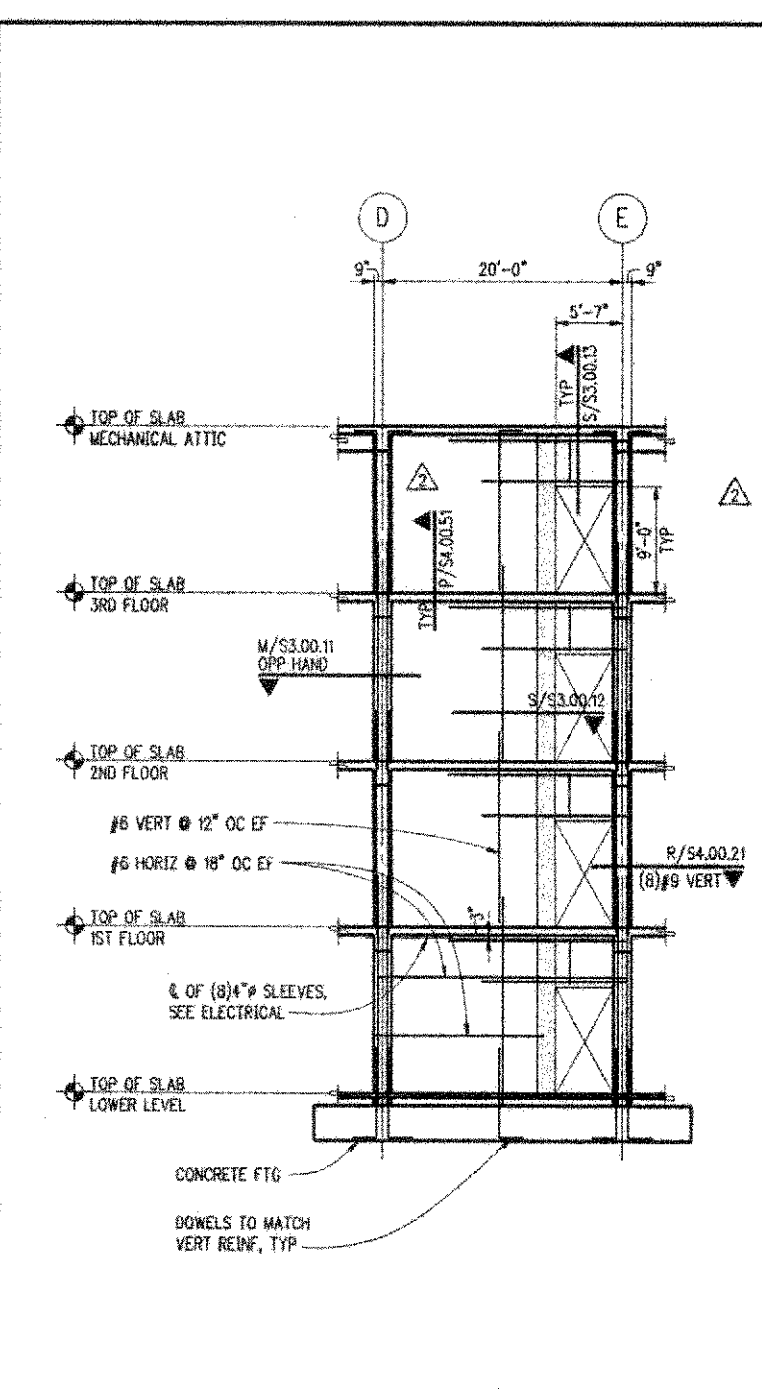 D
E
9"
20'-0"
9"
5'-7"
TYP
S/S3.00.13
TOP OF SLAB
MECHANICAL ATTIC
2
2
TYP P/S4.00.51
9'-0"
TYP
TOP OF SLAB
3RD FLOOR
M/S3.00.11
OPP HAND
S/S3.00.12
TOP OF SLAB
2ND FLOOR
#6 VERT @ 12" OC EF
#6 HORIZ @ 18" OC EF
R/S4.00.21
(8)#9 VERT
TOP OF SLAB
1ST FLOOR
3"
℄ OF (8)4"ø SLEEVES,
SEE ELECTRICAL
TOP OF SLAB
LOWER LEVEL
CONCRETE FTG
DOWELS TO MATCH
VERT REINF, TYP